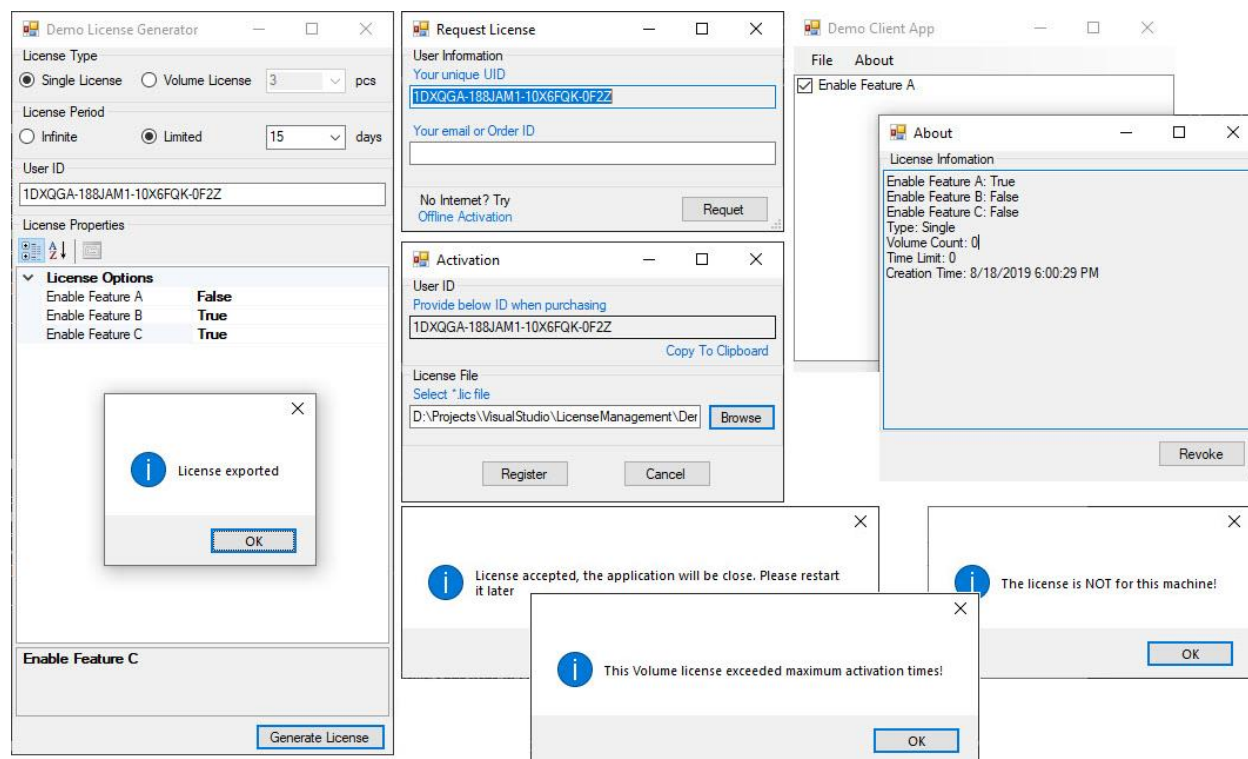 Demo License Generator
License Type
Single License
Volume License
3
pcs
License Period
Infinite
Limited
15
days
User ID
1DXQGA-188JAM1-10X6FQK-0F2Z
License Properties
License Options
Enable Feature A False
Enable Feature B True
Enable Feature C True
License exported
OK
Enable Feature C
Generate License
Request License
User Information
Your unique UID
1DXQGA-188JAM1-10X6FQK-0F2Z
Your email or Order ID
No Internet? Try
Offline Activation
Requet
Activation
User ID
Provide below ID when purchasing
1DXQGA-188JAM1-10X6FQK-0F2Z
Copy To Clipboard
License File
Select *.lic file
D:\Projects\VisualStudio\LicenseManagement\Der
Browse
Register
Cancel
Demo Client App
File About
Enable Feature A
About
License Infomation
Enable Feature A: True
Enable Feature B: False
Enable Feature C: False
Type: Single
Volume Count: 0
Time Limit: 0
Creation Time: 8/18/2019 6:00:29 PM
Revoke
License accepted, the application will be close. Please restart
it later
This Volume license exceeded maximum activation times!
OK
The license is NOT for this machine!
OK